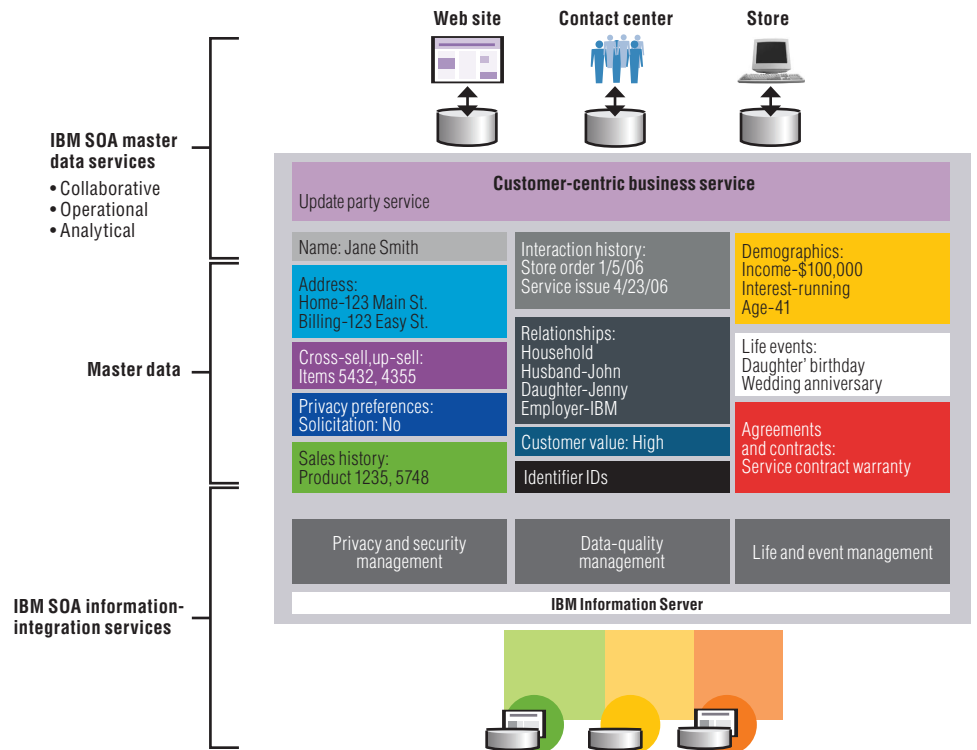 Web site
Contact center
Store
IBM SOA master
data services
• Collaborative
• Operational
• Analytical
Customer-centric business service
Update party service
Name: Jane Smith
Address:
Home-123 Main St.
Billing-123 Easy St.
Cross-sell,up-sell:
Items 5432, 4355
Privacy preferences:
Solicitation: No
Sales history:
Product 1235, 5748
Interaction history:
Store order 1/5/06
Service issue 4/23/06
Relationships:
Household
Husband-John
Daughter-Jenny
Employer-IBM
Customer value: High
Identifier IDs
Demographics:
Income-$100,000
Interest-running
Age-41
Life events:
Daughter' birthday
Wedding anniversary
Agreements
and contracts:
Service contract warranty
Master data
Privacy and security
management
Data-quality
management
Life and event management
IBM Information Server
IBM SOA information-
integration services